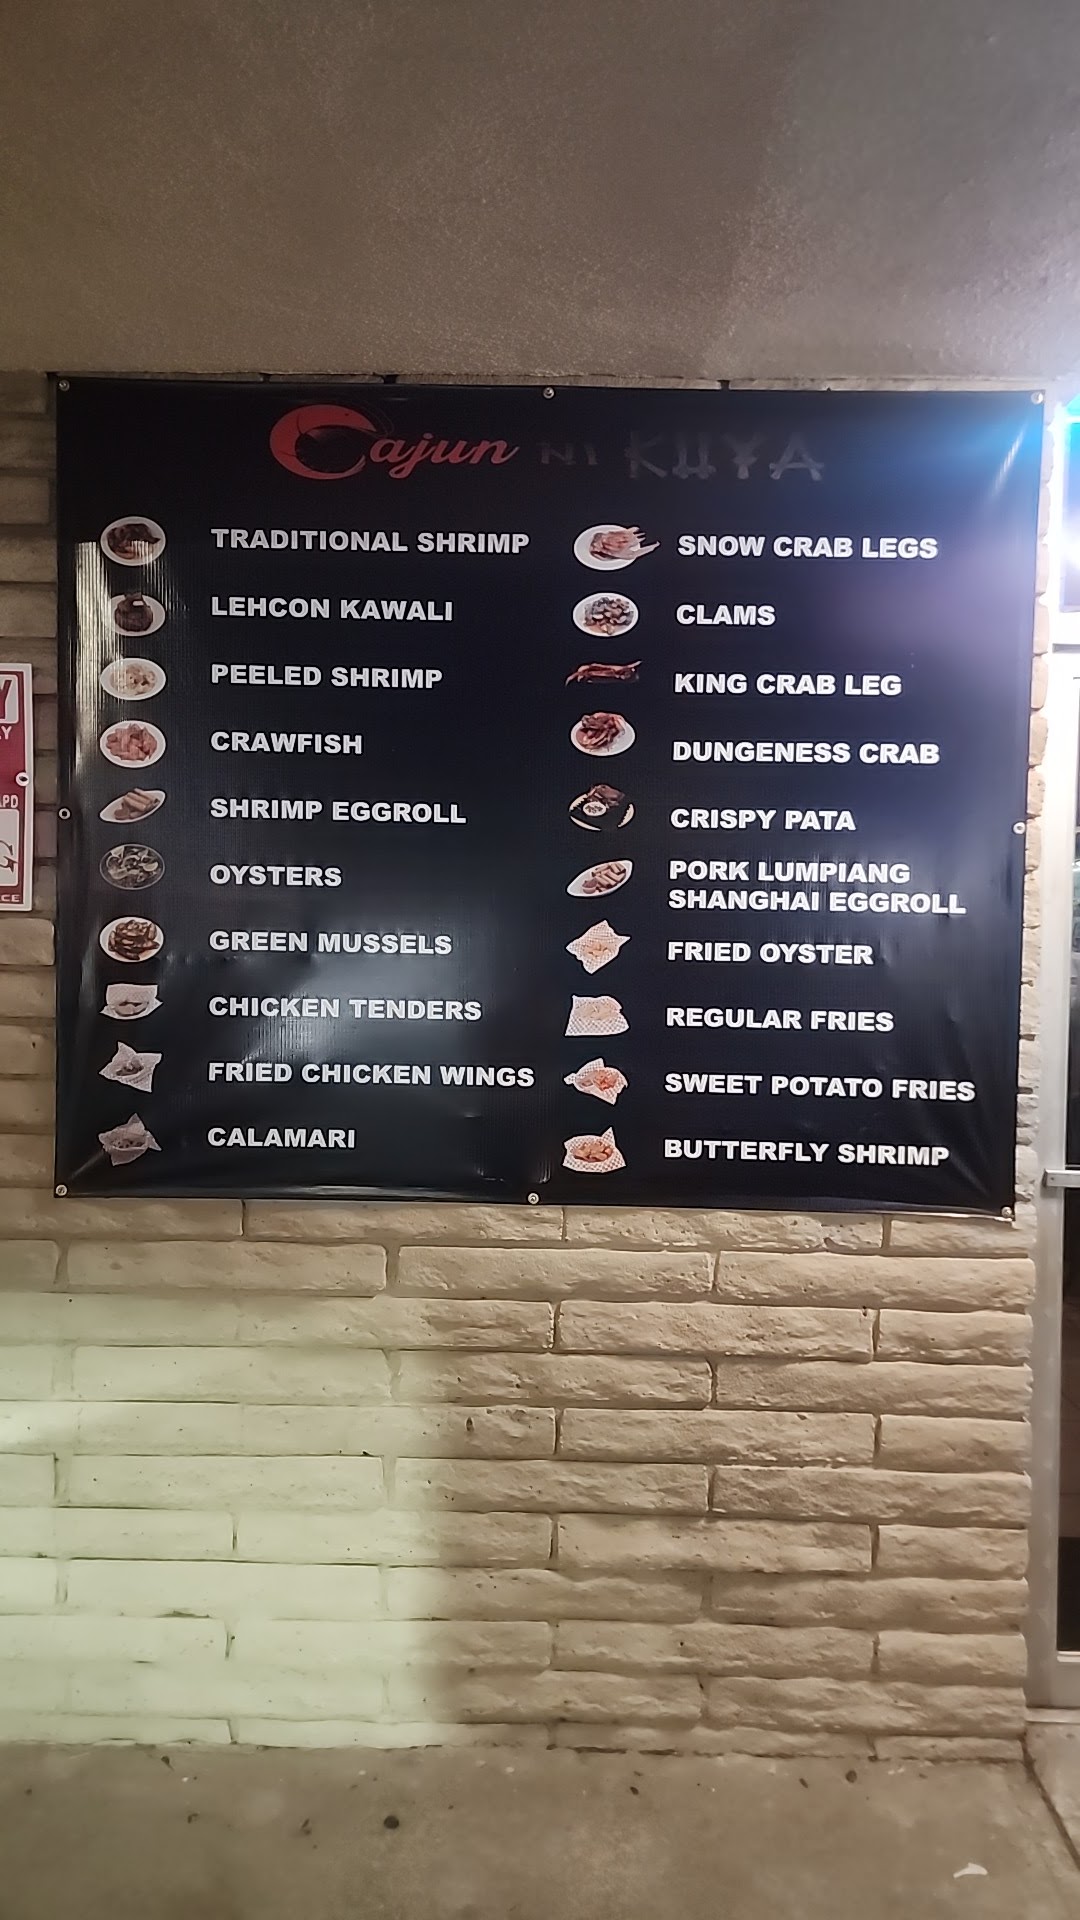 Cajun NI KUYA
TRADITIONAL SHRIMP
LEHCON KAWALI
PEELED SHRIMP
CRAWFISH
SHRIMP EGGROLL
OYSTERS
GREEN MUSSELS
CHICKEN TENDERS
FRIED CHICKEN WINGS
CALAMARI
SNOW CRAB LEGS
CLAMS
KING CRAB LEG
DUNGENESS CRAB
CRISPY PATA
PORK LUMPIANG
SHANGHAI EGGROLL
FRIED OYSTER
REGULAR FRIES
SWEET POTATO FRIES
BUTTERFLY SHRIMP